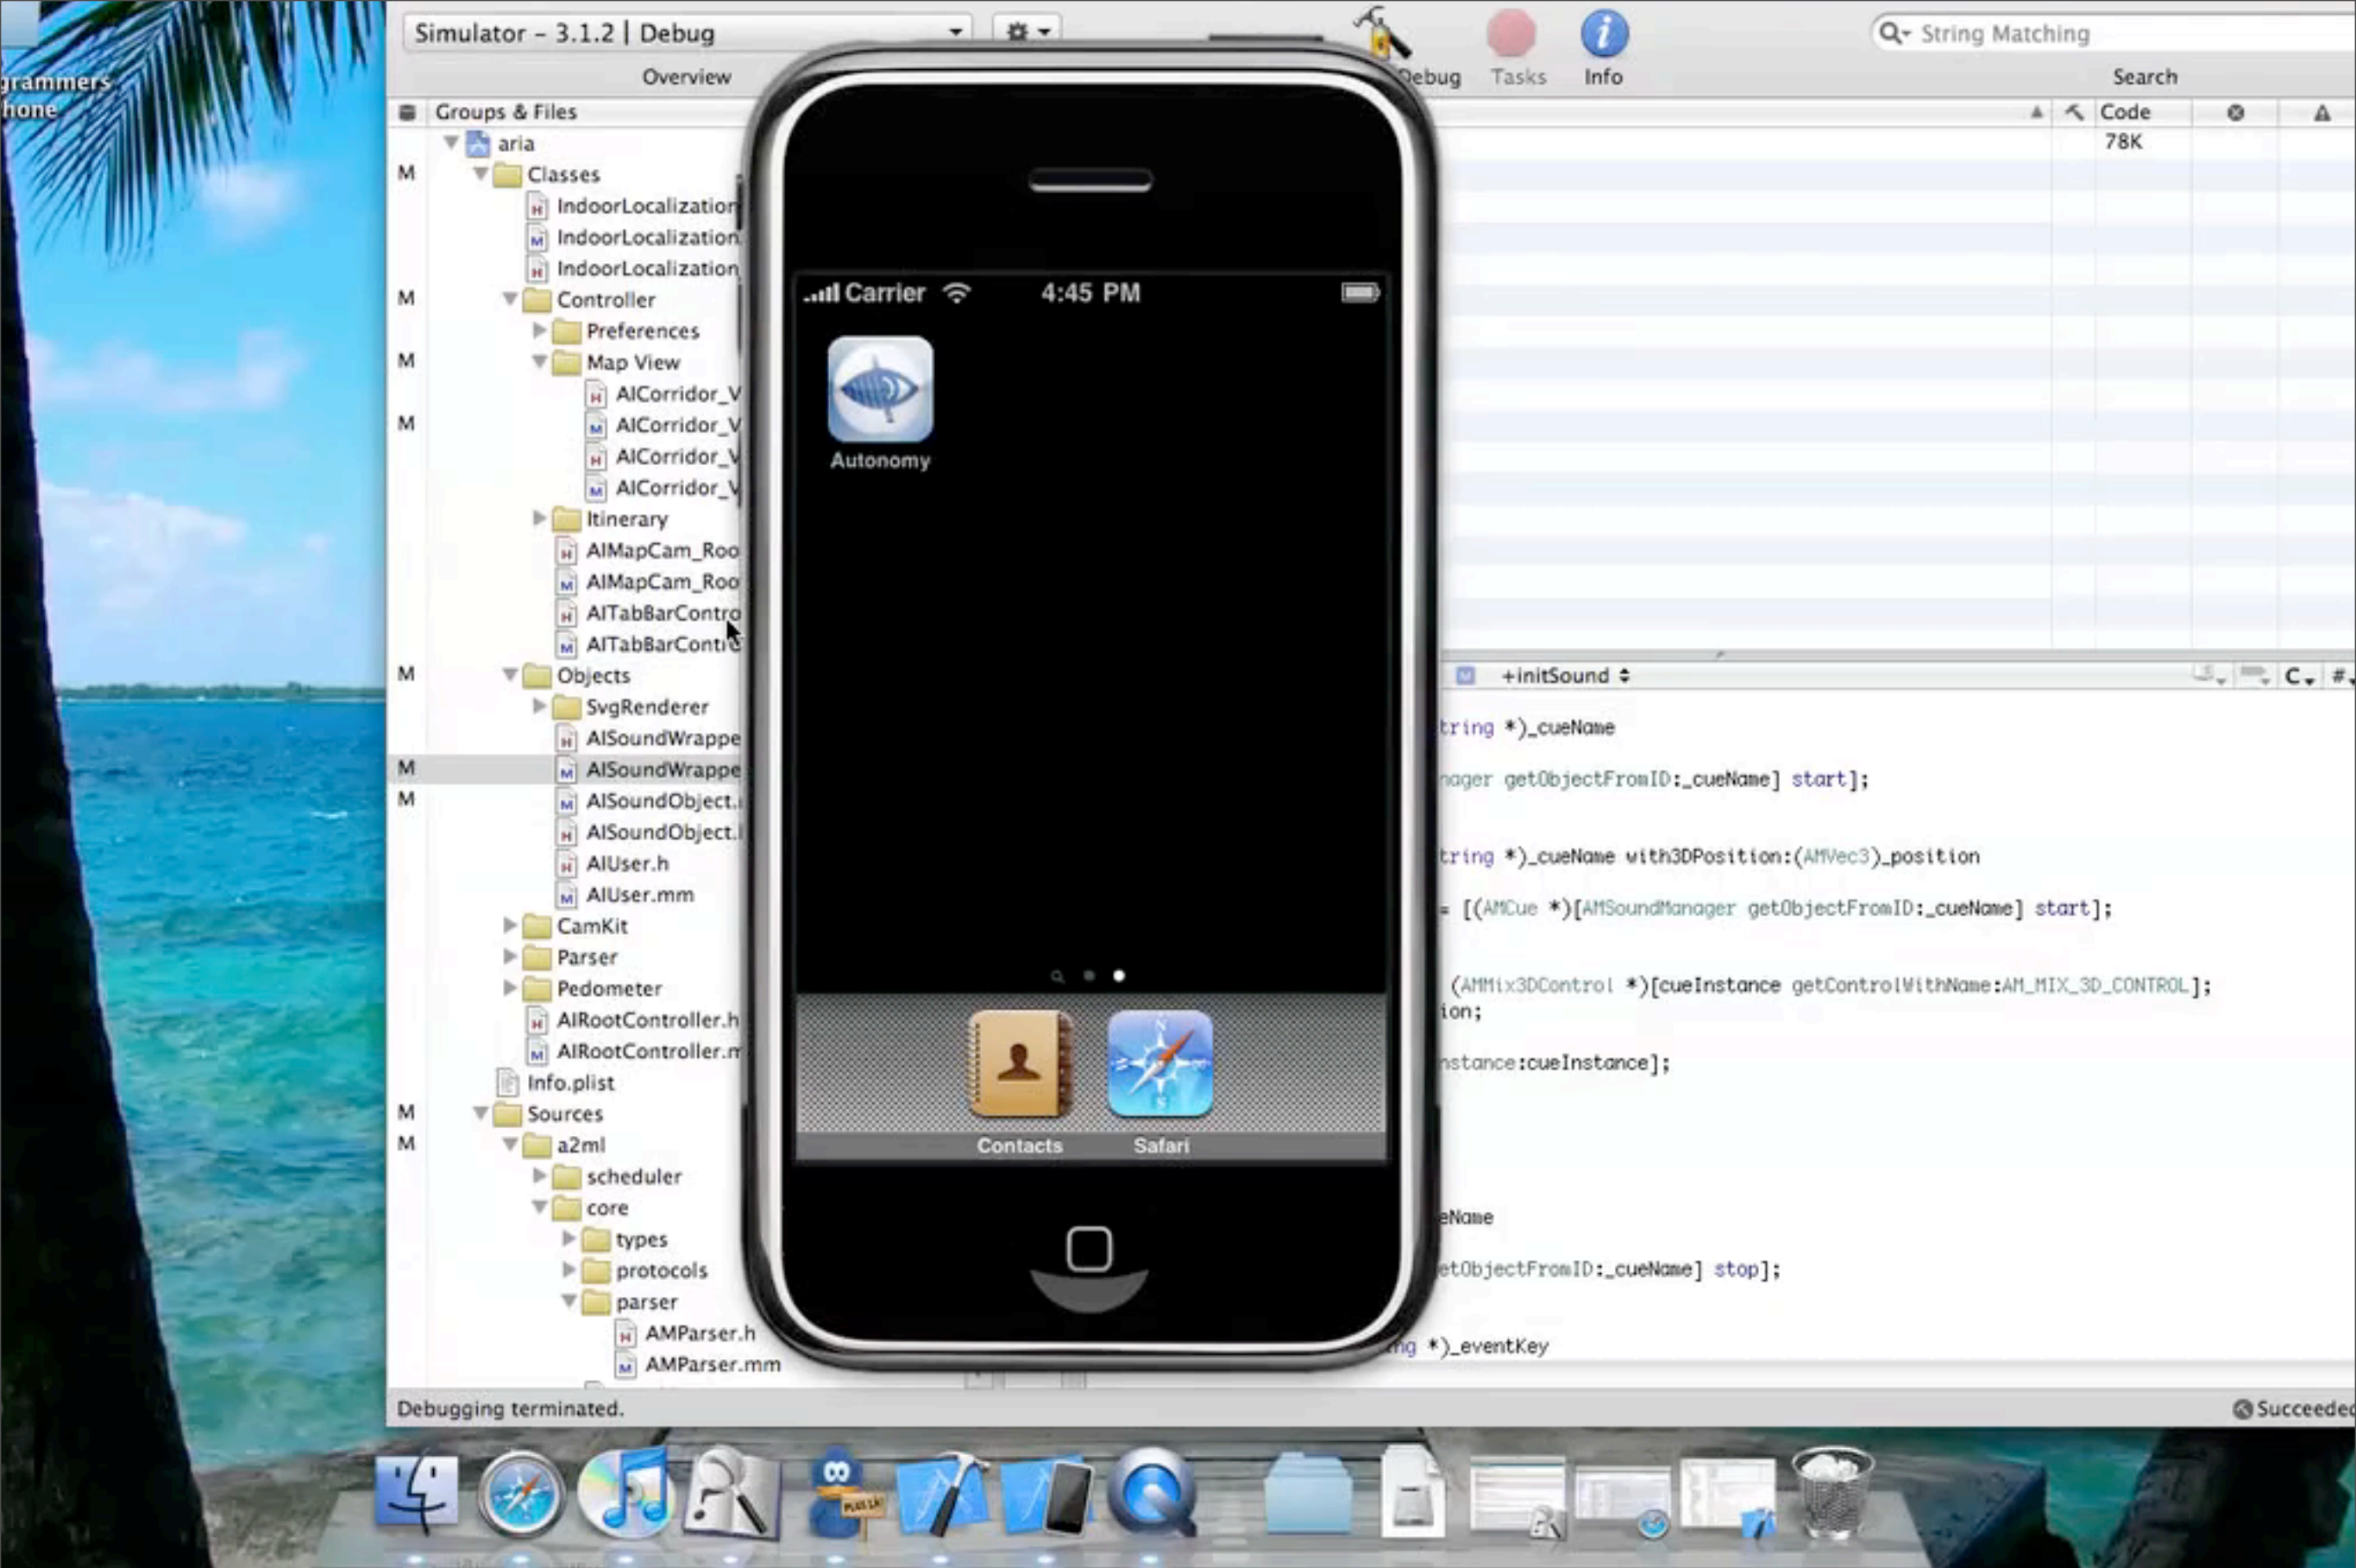 grammers
hone
Simulator – 3.1.2 | Debug
Overview
Debug
Tasks
Info
String Matching
Search
Groups & Files
Code
aria
78K
M
Classes
IndoorLocalization
IndoorLocalization
IndoorLocalization
M
Controller
Preferences
M
Map View
AICorridor_V
M
AICorridor_V
AICorridor_V
AICorridor_V
Itinerary
AIMapCam_Roo
AIMapCam_Roo
AITabBarContro
AITabBarContro
M
Objects
SvgRenderer
AISoundWrappe
M
AISoundWrappe
M
AISoundObject.
AISoundObject.
AIUser.h
AIUser.mm
CamKit
Parser
Pedometer
AIRootController.h
AIRootController.m
Info.plist
M
Sources
M
a2ml
scheduler
core
types
protocols
parser
AMParser.h
AMParser.mm
Carrier
4:45 PM
Autonomy
Contacts
Safari
+initSound
C
#
tring *)_cueName
nager getObjectFromID:_cueName] start];
tring *)_cueName with3DPosition:(AMVec3)_position
= [(AMCue *)[AMSoundManager getObjectFromID:_cueName] start];
(AMMix3DControl *)[cueInstance getControlWithName:AM_MIX_3D_CONTROL];
ion;
nstance:cueInstance];
eName
etObjectFromID:_cueName] stop];
ng *)_eventKey
Debugging terminated.
Succeeded
PLUS LÀ!